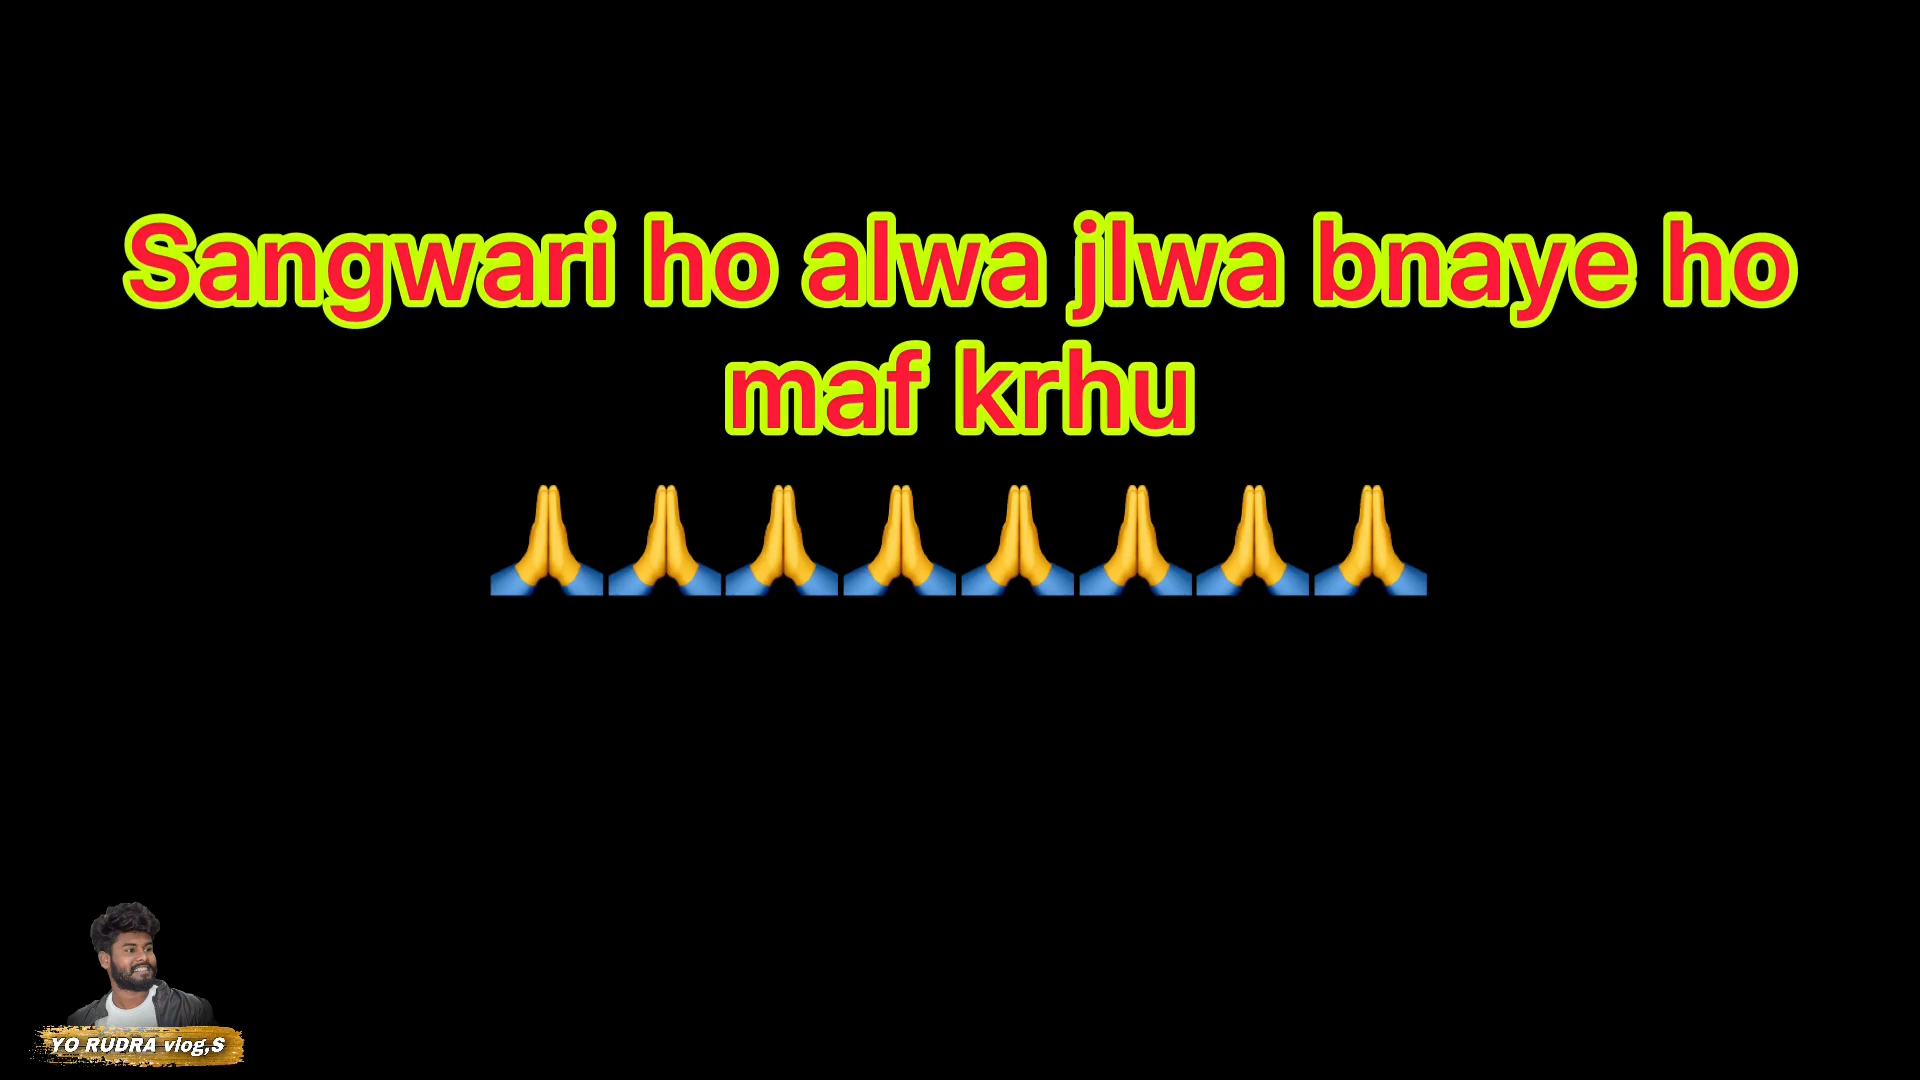 Sangwari ho alwa jlwa bnaye ho
maf krhu
🙏🙏🙏🙏🙏🙏🙏🙏
YO RUDRA vlog,S